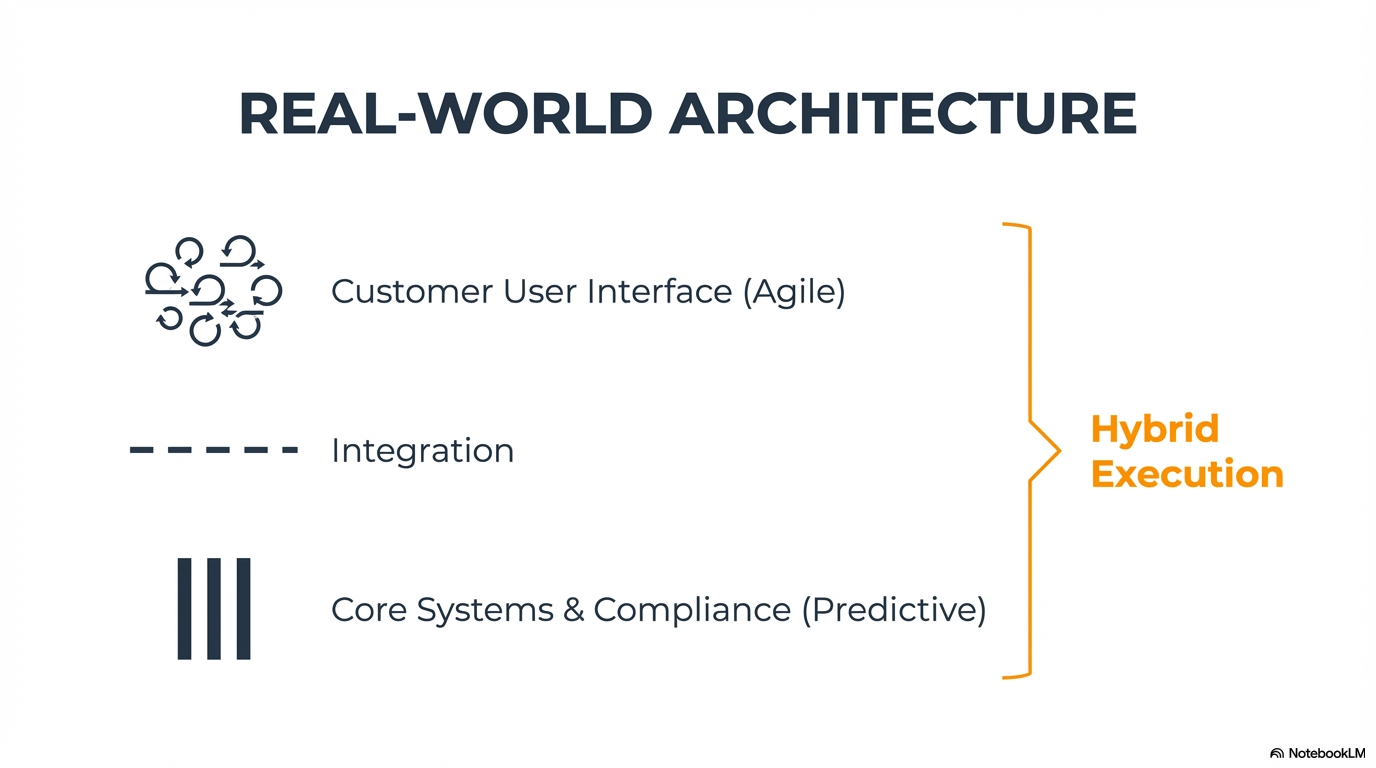 REAL-WORLD ARCHITECTURE
Customer User Interface (Agile)
Integration
Core Systems & Compliance (Predictive)
Hybrid
Execution
NotebookLM